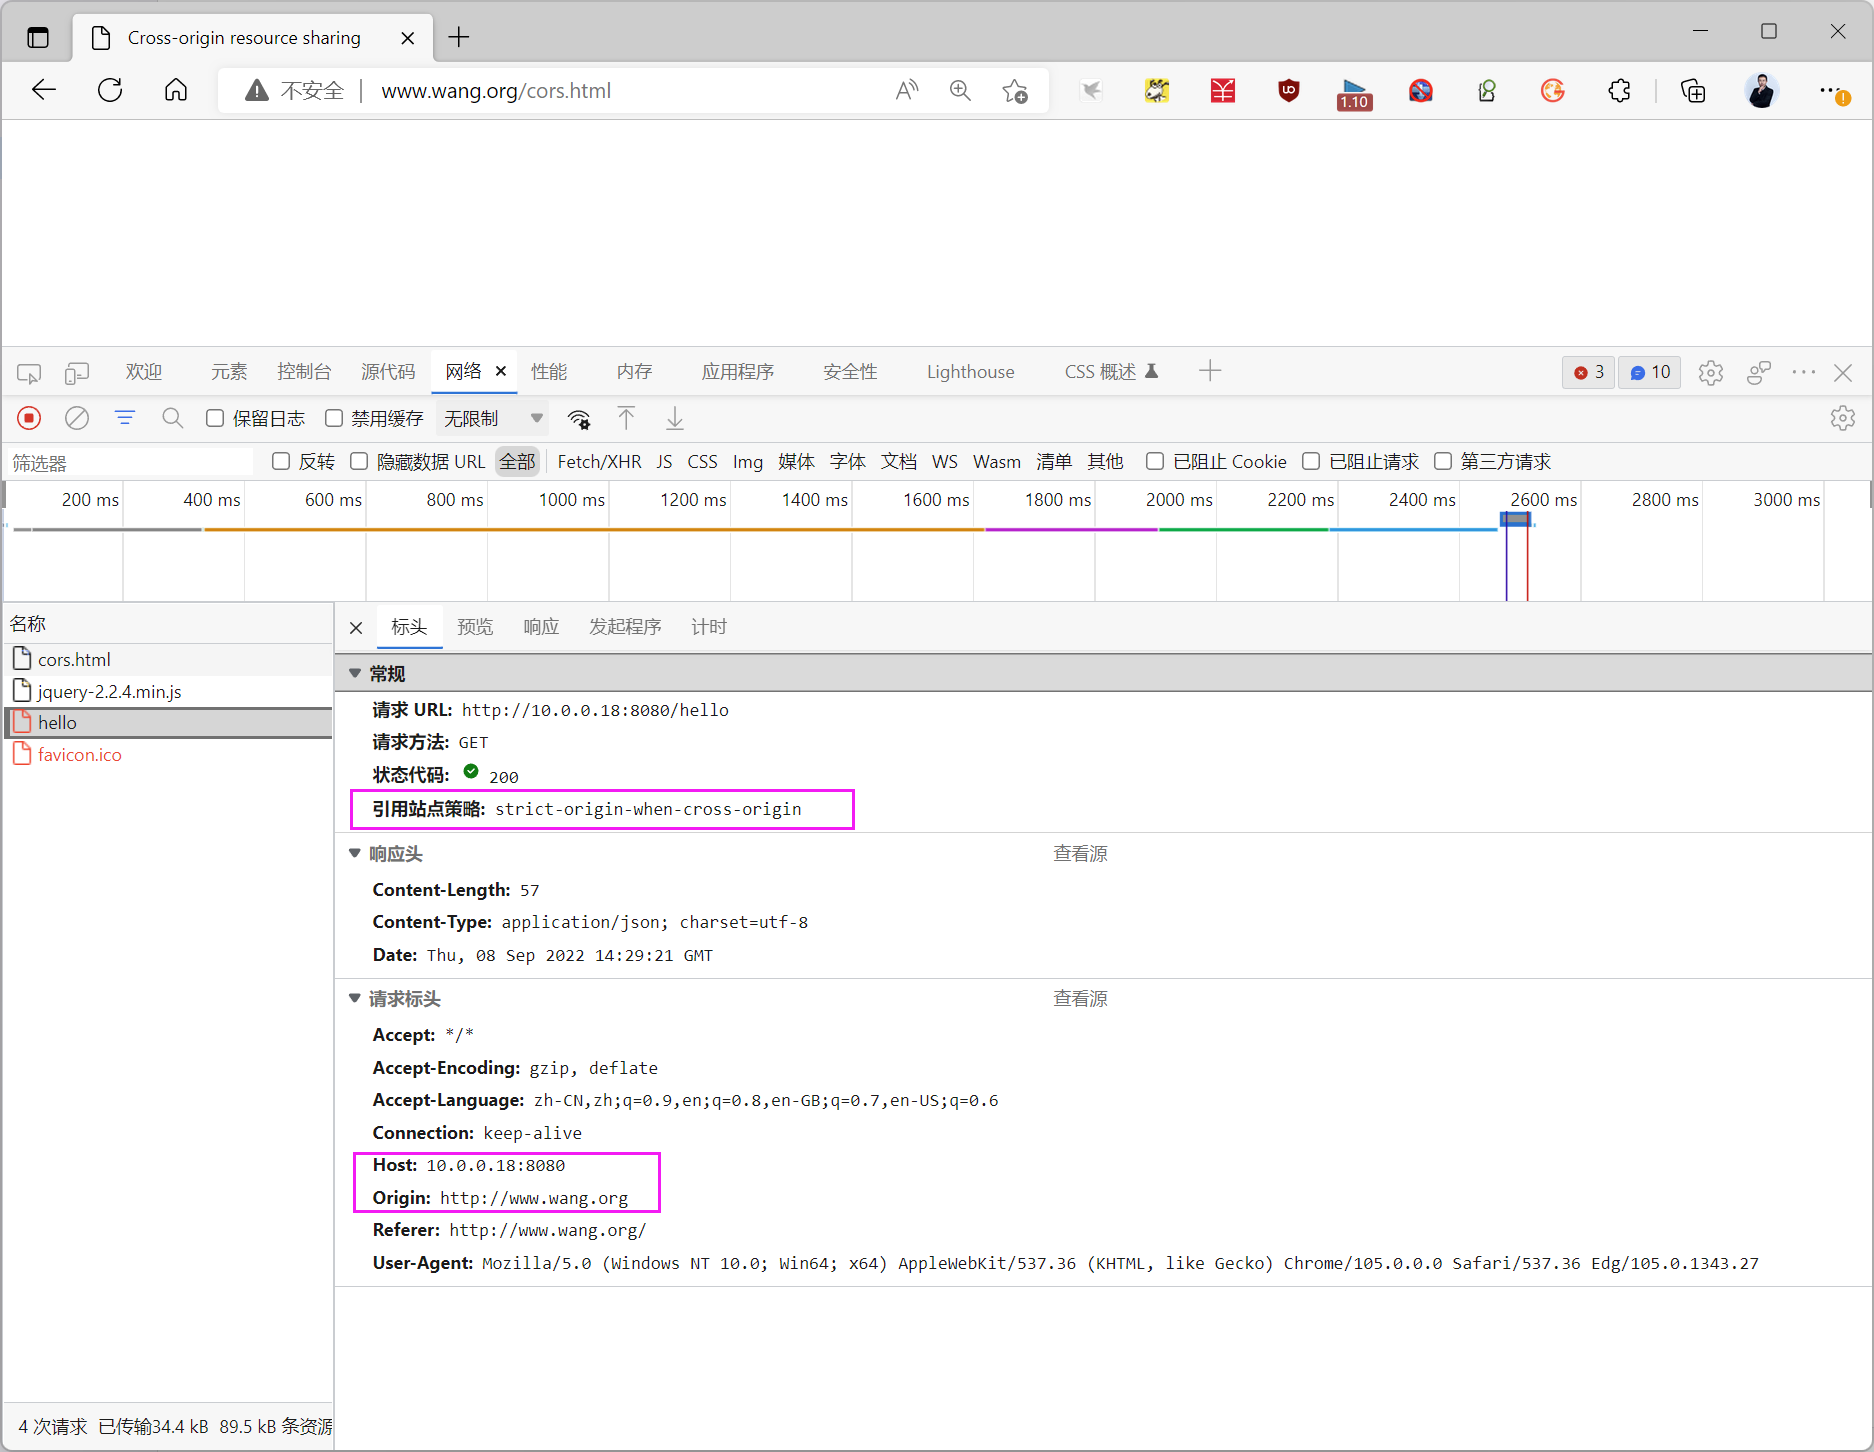 Cross-origin resource sharing
不安全 www.wang.org/cors.html
1.10
欢迎 元素 控制台 源代码 网络 性能 内存 应用程序 安全性 Lighthouse CSS 概述 3 10
保留日志 禁用缓存 无限制
筛选器 反转 隐藏数据 URL 全部 Fetch/XHR JS CSS Img 媒体 字体 文档 WS Wasm 清单 其他 已阻止 Cookie 已阻止请求 第三方请求
200 ms 400 ms 600 ms 800 ms 1000 ms 1200 ms 1400 ms 1600 ms 1800 ms 2000 ms 2200 ms 2400 ms 2600 ms 2800 ms 3000 ms
名称
cors.html
jquery-2.2.4.min.js
hello
favicon.ico
4 次请求 已传输34.4 kB 89.5 kB 条资源
标头 预览 响应 发起程序 计时
常规
请求 URL: http://10.0.0.18:8080/hello
请求方法: GET
状态代码: 200
引用站点策略: strict-origin-when-cross-origin
响应头 查看源
Content-Length: 57
Content-Type: application/json; charset=utf-8
Date: Thu, 08 Sep 2022 14:29:21 GMT
请求标头 查看源
Accept: */*
Accept-Encoding: gzip, deflate
Accept-Language: zh-CN,zh;q=0.9,en;q=0.8,en-GB;q=0.7,en-US;q=0.6
Connection: keep-alive
Host: 10.0.0.18:8080
Origin: http://www.wang.org
Referer: http://www.wang.org/
User-Agent: Mozilla/5.0 (Windows NT 10.0; Win64; x64) AppleWebKit/537.36 (KHTML, like Gecko) Chrome/105.0.0.0 Safari/537.36 Edg/105.0.1343.27